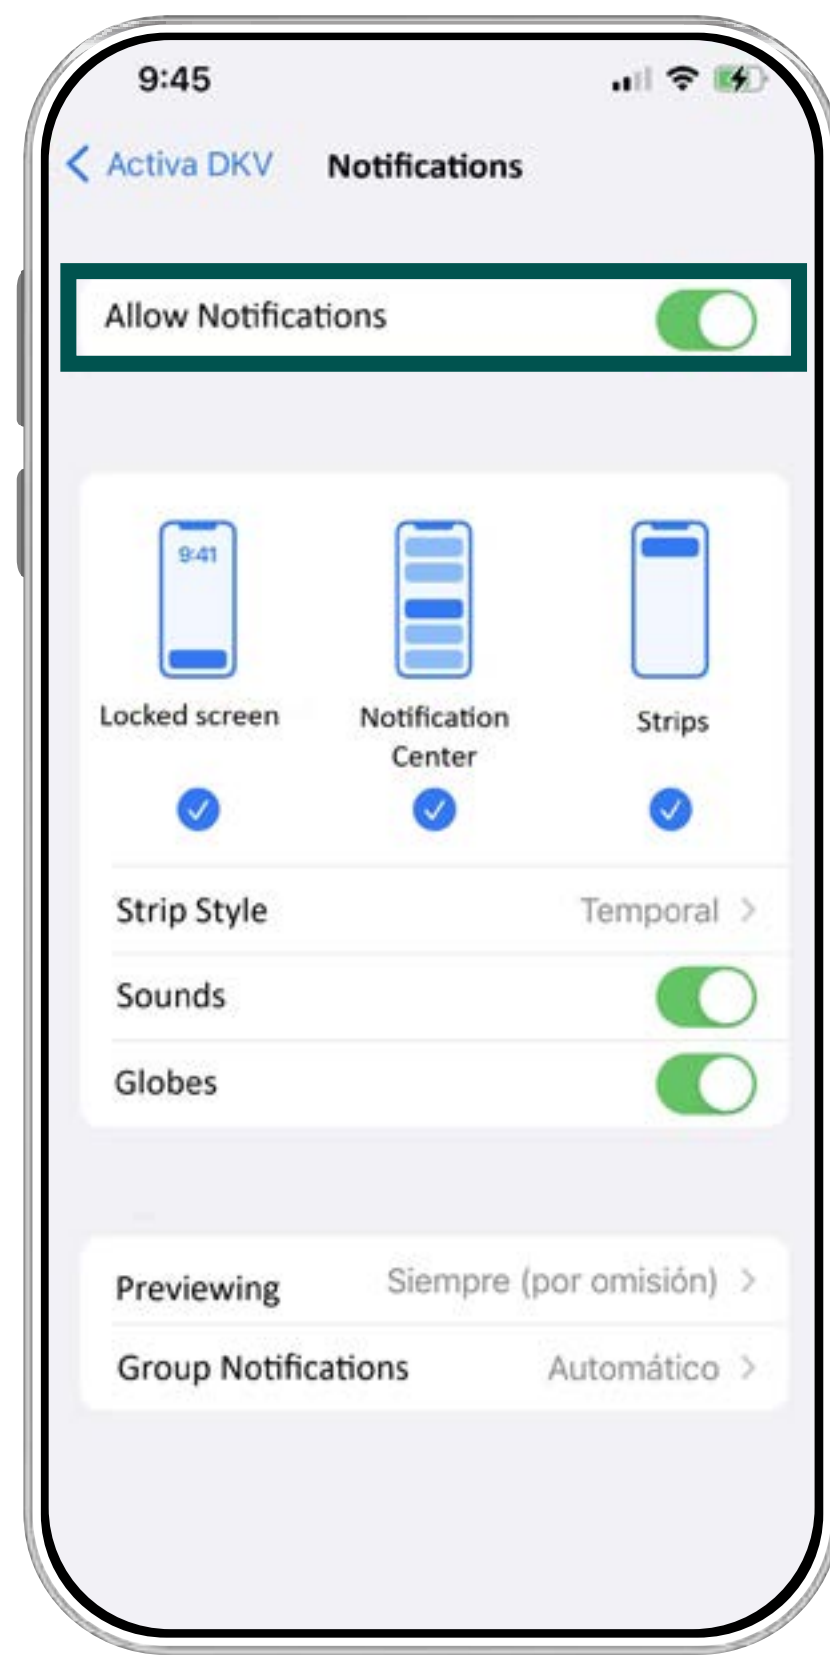 9:45
Activa DKV Notifications
Allow Notifications
9:41
Locked screen
Notification
Center
Strips
Strip Style Temporal
Sounds
Globes
Previewing Siempre (por omisión)
Group Notifications Automático